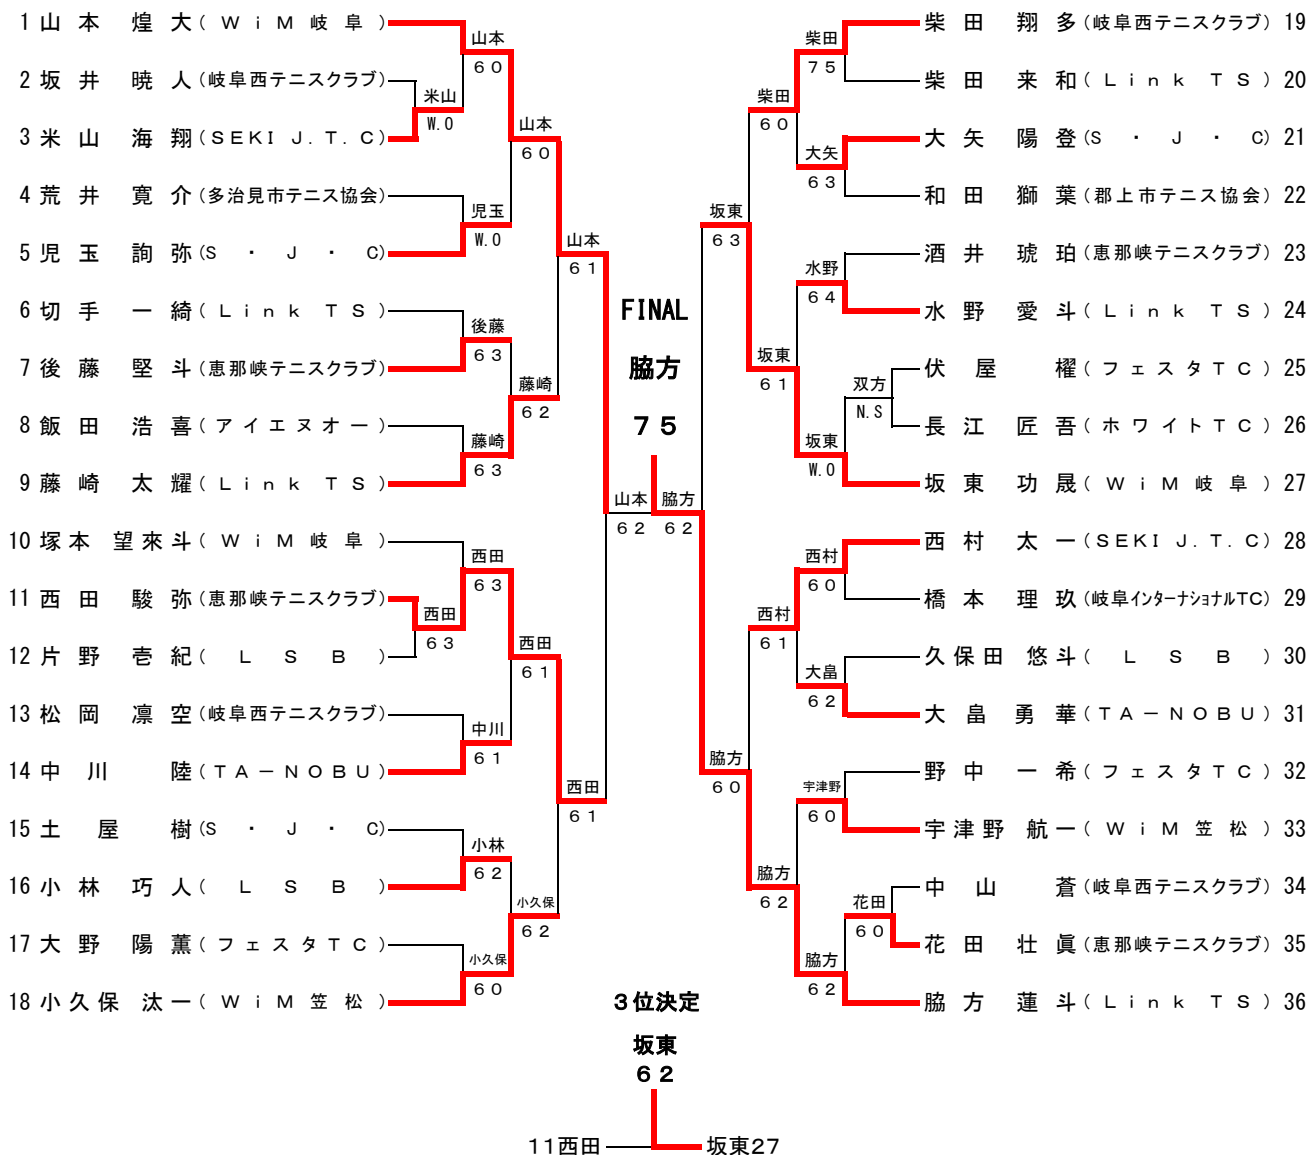 1 山本 煌大 (WiM岐阜)
2 坂井 暁人 (岐阜西テニスクラブ)
3 米山 海翔 (SEKI J.T.C)
4 荒井 寛介 (多治見市テニス協会)
5 児玉 詢弥 (S・J・C)
6 切手 一綺 (Link TS)
7 後藤 堅斗 (恵那峡テニスクラブ)
8 飯田 浩喜 (アイエヌオー)
9 藤崎 太耀 (Link TS)
10 塚本 望來斗 (WiM岐阜)
11 西田 駿弥 (恵那峡テニスクラブ)
12 片野 壱紀 (LSB)
13 松岡 凛空 (岐阜西テニスクラブ)
14 中川 陸 (TA-NOBU)
15 土屋 樹 (S・J・C)
16 小林 巧人 (LSB)
17 大野 陽薫 (フェスタTC)
18 小久保 汰一 (WiM笠松)
米山
W.O
西田
63
山本
60
児玉
W.O
後藤
63
藤崎
63
西田
63
中川
61
小林
62
小久保
60
山本
60
藤崎
62
西田
61
小久保
62
山本
61
西田
61
山本
62
FINAL
脇方
75
脇方
62
坂東
63
脇方
60
柴田
60
坂東
61
西村
61
脇方
62
柴田
75
大矢
63
水野
64
坂東
W.O
西村
60
大畠
62
宇津野
60
脇方
62
双方
N.S
花田
60
柴田 翔多 (岐阜西テニスクラブ) 19
柴田 来和 (Link TS) 20
大矢 陽登 (S・J・C) 21
和田 獅葉 (郡上市テニス協会) 22
酒井 琥珀 (恵那峡テニスクラブ) 23
水野 愛斗 (Link TS) 24
伏屋 櫂 (フェスタTC) 25
長江 匠吾 (ホワイトTC) 26
坂東 功晟 (WiM岐阜) 27
西村 太一 (SEKI J.T.C) 28
橋本 理玖 (岐阜インターナショナルTC) 29
久保田 悠斗 (LSB) 30
大畠 勇華 (TA-NOBU) 31
野中 一希 (フェスタTC) 32
宇津野 航一 (WiM笠松) 33
中山 蒼 (岐阜西テニスクラブ) 34
花田 壮眞 (恵那峡テニスクラブ) 35
脇方 蓮斗 (Link TS) 36
3位決定
坂東
62
11西田
坂東27